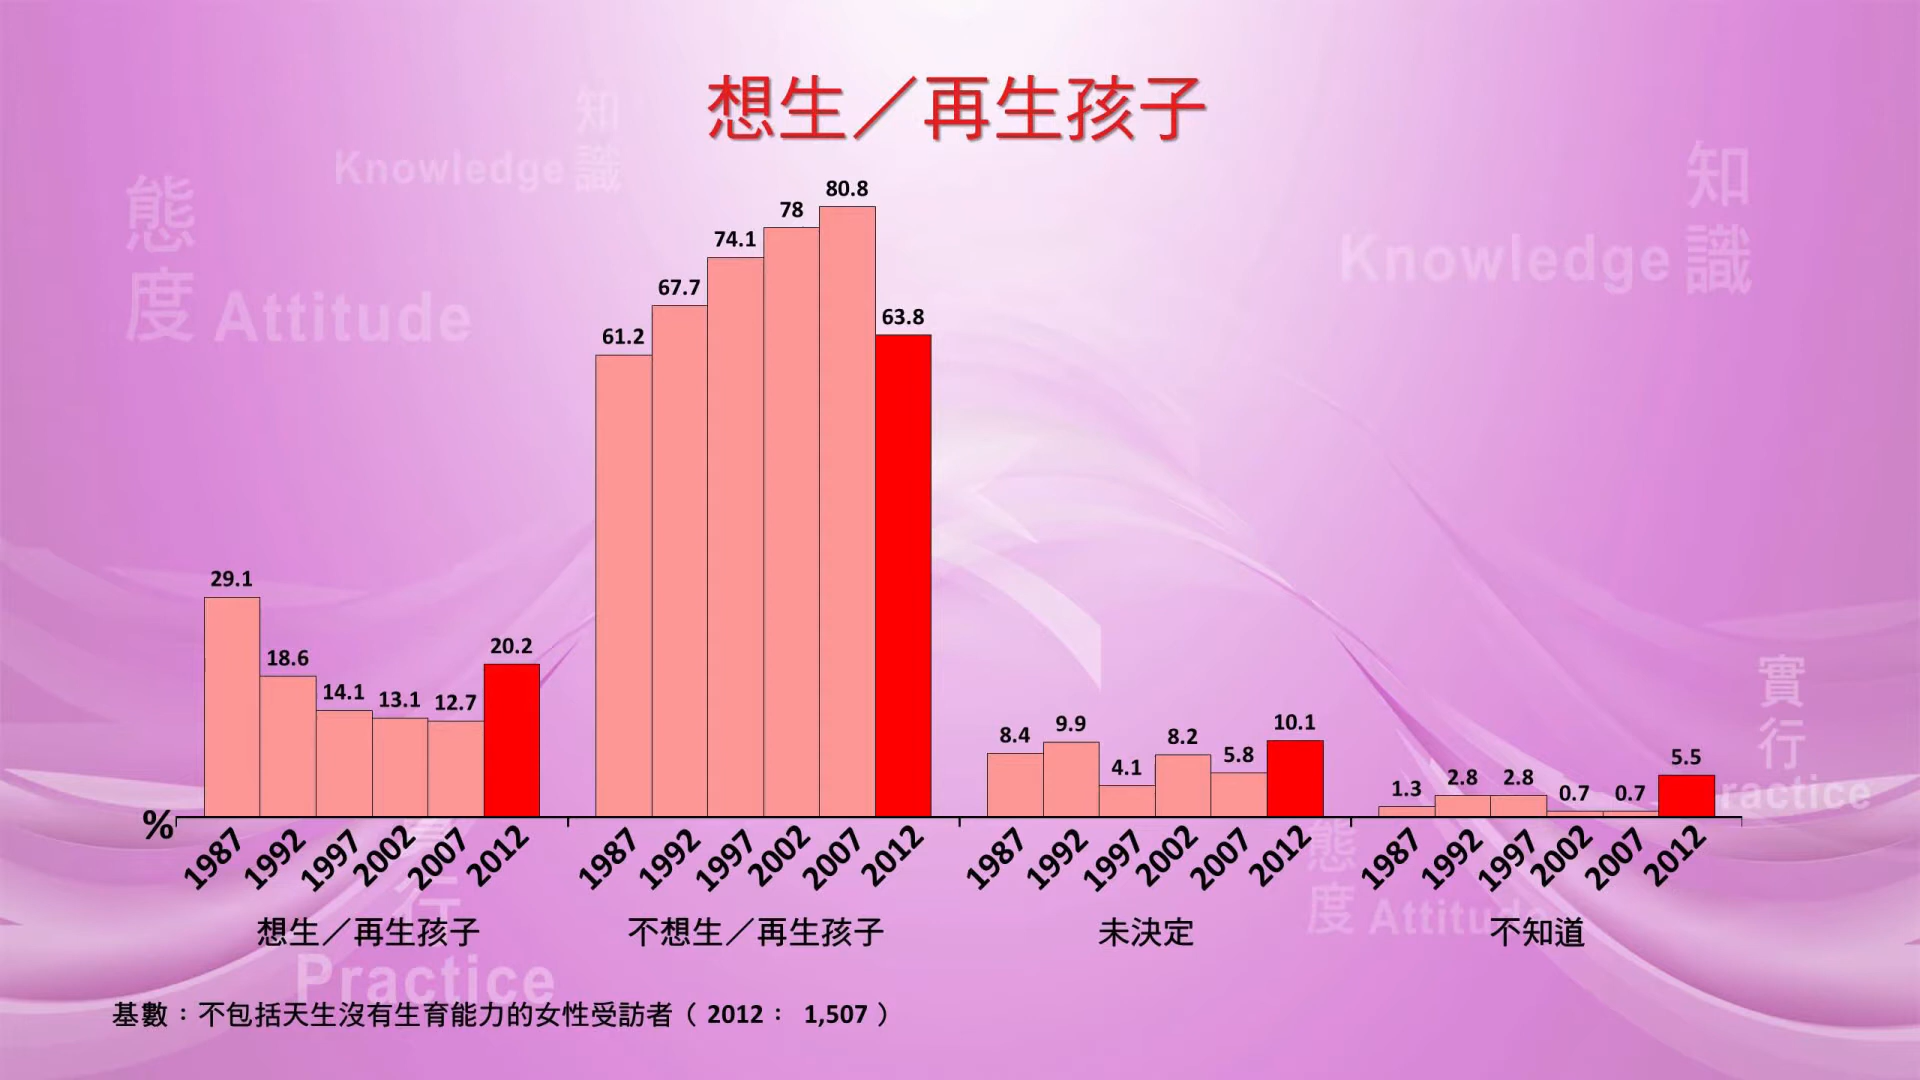 想生／再生孩子
知識
Knowledge
態度
Attitude
Knowledge
知識
80.8
78
74.1
67.7
63.8
61.2
29.1
20.2
18.6
14.1
13.1
12.7
8.4
9.9
4.1
8.2
5.8
10.1
1.3
2.8
2.8
0.7
0.7
5.5
實行
ractice
%
1987 1992 1997 2002 2007 2012 1987 1992 1997 2002 2007 2012 1987 1992 1997 2002 2007 2012 1987 1992 1997 2002 2007 2012
行
態度
Attitud
想生／再生孩子 不想生／再生孩子 未決定 不知道
Practice
基數：不包括天生沒有生育能力的女性受訪者（ 2012： 1,507 ）